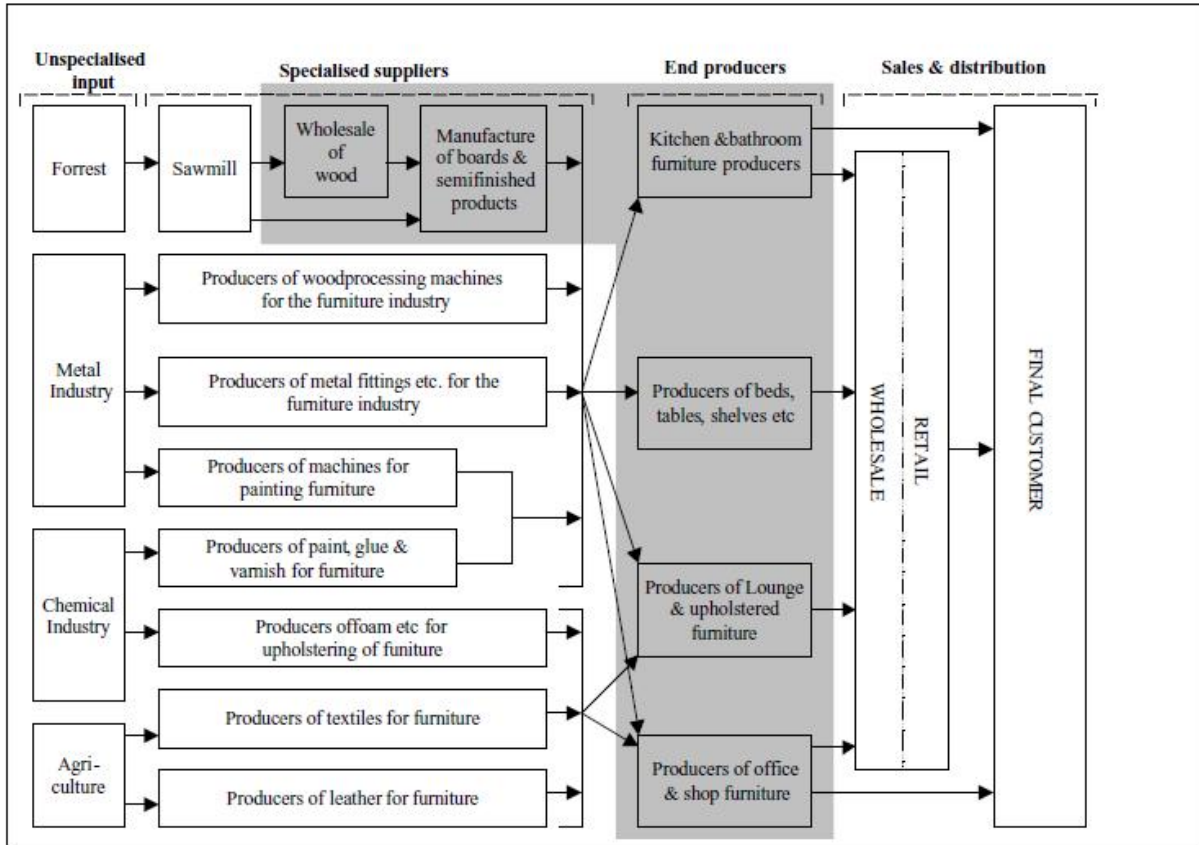 Unspecialised
input
Specialised suppliers
End producers
Sales & distribution
Forrest
Sawmill
Wholesale
of
wood
Manufacture
of boards &
semifinished
products
Kitchen &bathroom
furniture producers
Metal
Industry
Producers of woodprocessing machines
for the furniture industry
Producers of metal fittings etc. for the
furniture industry
Producers of machines for
painting furniture
Producers of beds,
tables, shelves etc
Chemical
Industry
Producers of paint, glue &
varnish for furniture
Producers offoam etc for
upholstering of funiture
Producers of Lounge
& upholstered
furniture
Agri-
culture
Producers of textiles for furniture
Producers of leather for furniture
Producers of office
& shop furniture
WHOLESALE
RETAIL
FINAL CUSTOMER